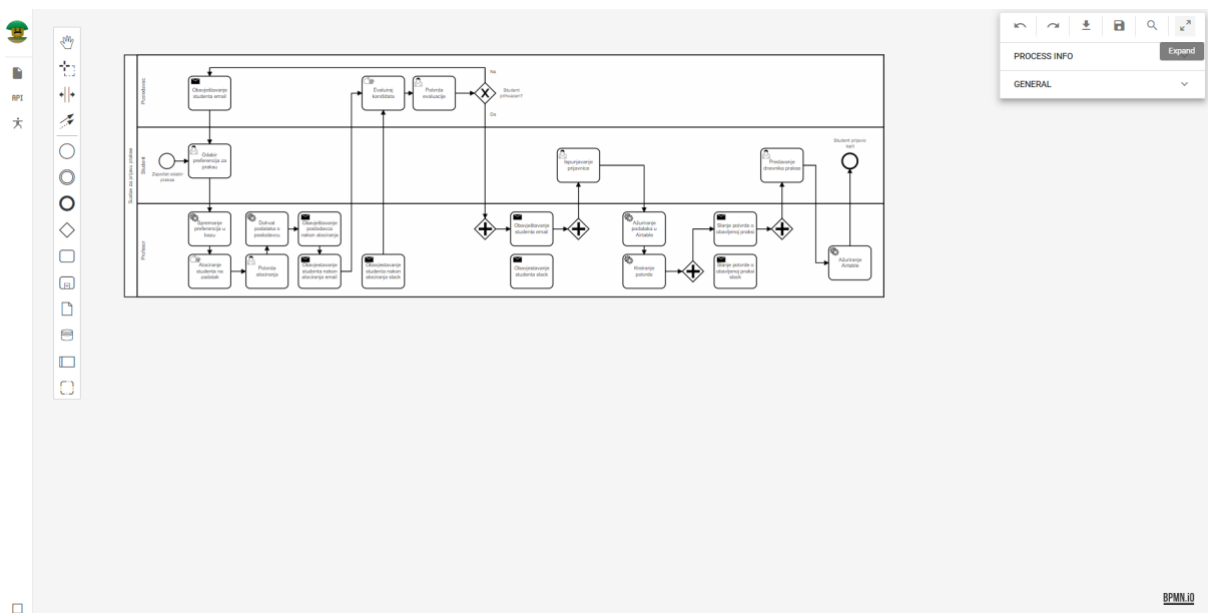 PROCESS INFO
Expand
GENERAL
API
Ne
Obavještavanje
studenta email
Evaluiraj
kandidata
Potvrda
evaluacije
Student
prihvaćen?
Da
Poslodavac
Student
Profesor
Odabir
preferencija za
praksu
Ispunjavanje
prijavnice
Predavanje
dnevnika prakse
Spremanje
preferencija u
bazu
Dohvat
podataka o
poslodavcu
Obavještavanje
poslodavca
nakon alociranja
Obavještavanje
studenta email
Ažuriranje
podataka u
Airtable
Slanje potvrde o
obavljenoj praksi
Alociranje
studenta na
zadatak
Potvrda
alociranja
Obavještavanje
studenta nakon
alociranja email
Obavještavanje
studenta nakon
alociranja slack
Obavještavanje
studenta slack
Kreiranje
potvrde
Slanje potvrde o
obavljenoj praksi
slack
Ažuriranje
Airtable
BPMN.iO